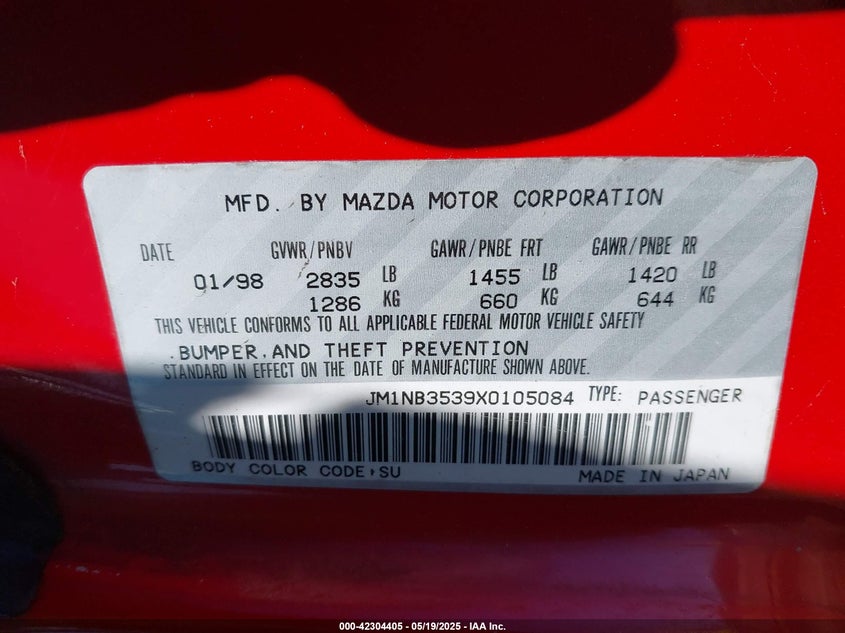 MFD. BY MAZDA MOTOR CORPORATION
DATE GVWR/PNBV GAWR/PNBE FRT GAWR/PNBE RR
01/98 2835 LB 1455 LB 1420 LB
1286 KG 660 KG 644 KG
THIS VEHICLE CONFORMS TO ALL APPLICABLE FEDERAL MOTOR VEHICLE SAFETY
.BUMPER.AND THEFT PREVENTION
STANDARD IN EFFECT ON THE DATE OF MANUFACTURE SHOWN ABOVE.
JM1NB3539X0105084 TYPE: PASSENGER
BODY COLOR CODE▸SU MADE IN JAPAN
000-42304405 - 05/19/2025 - IAA Inc.